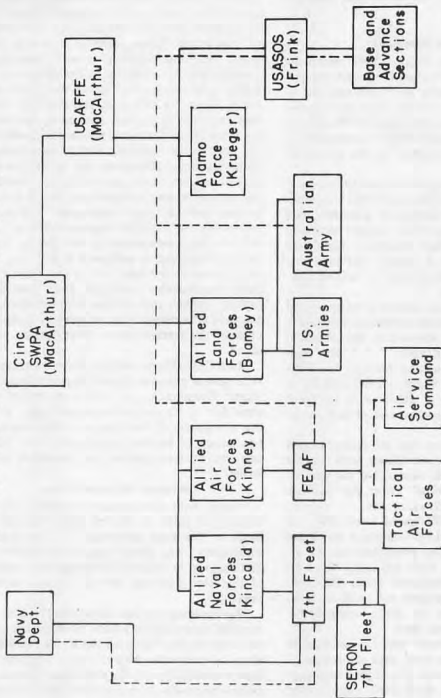 Navy
Dept.
Cinc
SWPA
(MacArthur)
USAFFE
(MacArthur)
Allied
Naval
Forces
(Kincaid)
Allied
Air
Forces
(Kinney)
Allied
Land
Forces
(Blamey)
Alamo
Force
(Krueger)
USASOS
(Frink)
7th Fleet
FEAF
U.S.
Armies
Australian
Army
Base and
Advance
Sections
SERON
7th Fleet
Tactical
Air
Forces
Air
Service
Command